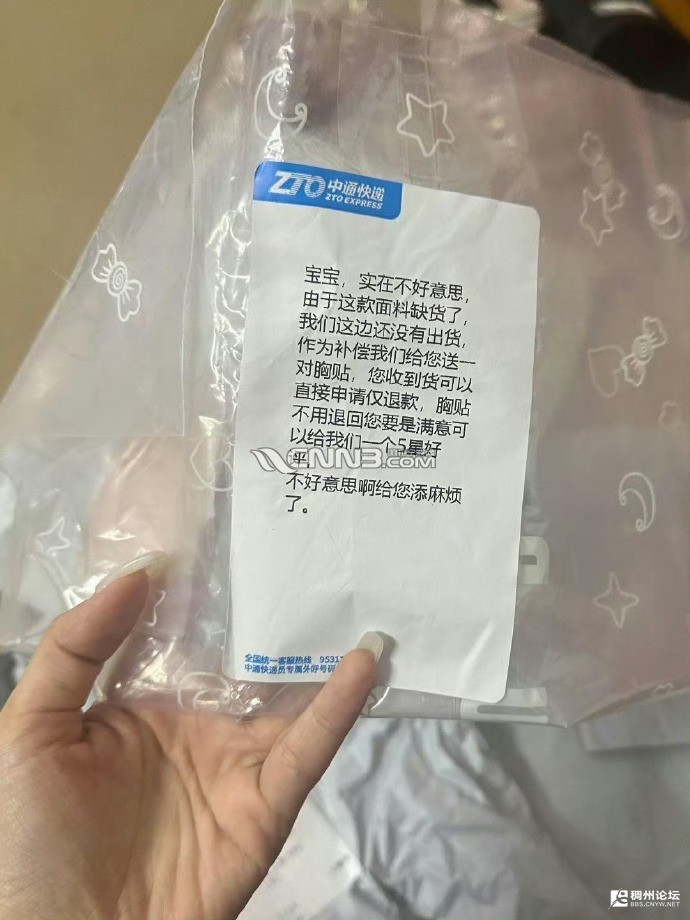 ZTO 中通快递
ZTO EXPRESS
宝宝，实在不好意思，
由于这款面料缺货了，
我们这边还没有出货，
作为补偿我们给您送一
对胸贴，您收到货可以
直接申请仅退款，胸贴
不用退回您要是满意可
以给我们一个5星好
评，
CNN3.COM
不好意思啊给您添麻烦
了。
全国统一客服热线 9531
中通快递员专属外呼号码
稠州论坛
BBS.CNYW.NET